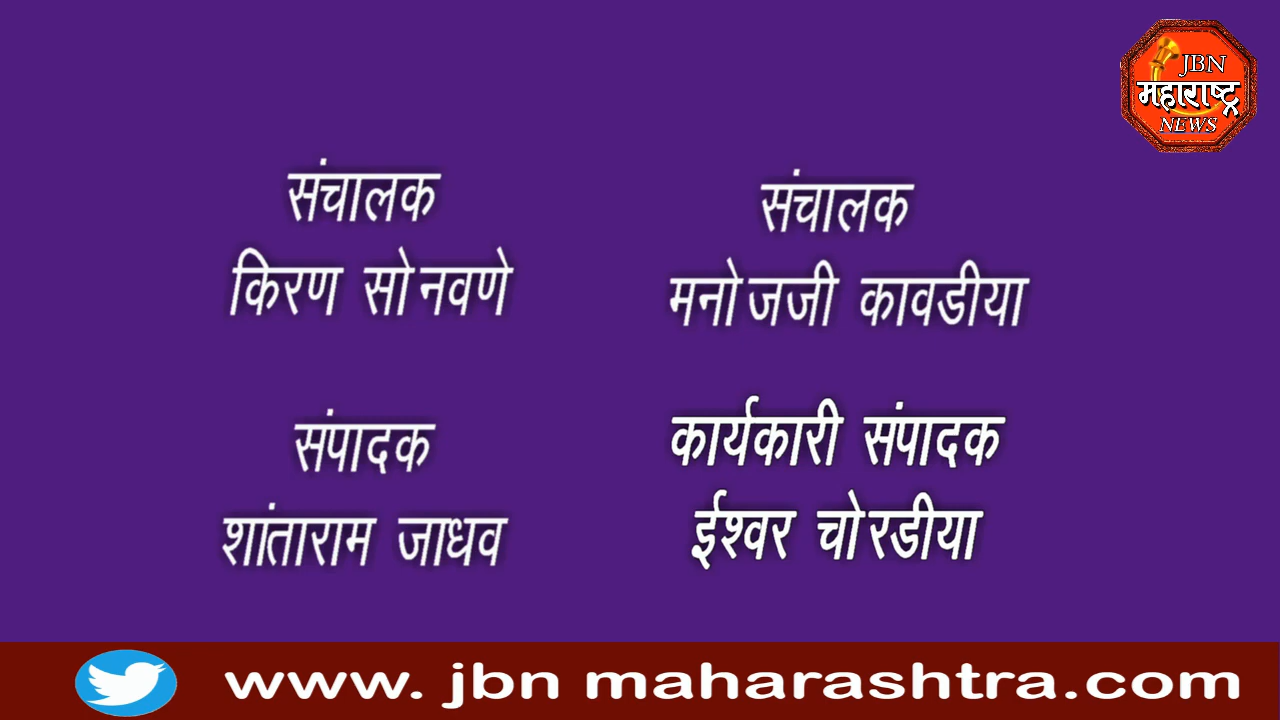 JBN
महाराष्ट्र
NEWS
संचालक
किरण सोनवणे
संचालक
मनोजजी कावडीया
संपादक
शांताराम जाधव
कार्यकारी संपादक
ईश्वर चोरडीया
www. jbn maharashtra.com